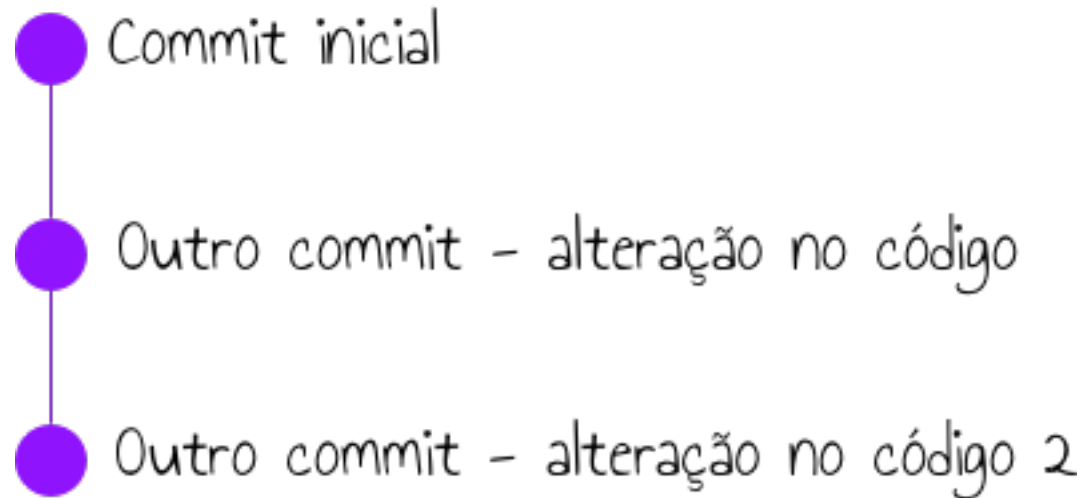 Commit inicial
Outro commit - alteração no código
Outro commit - alteração no código 2